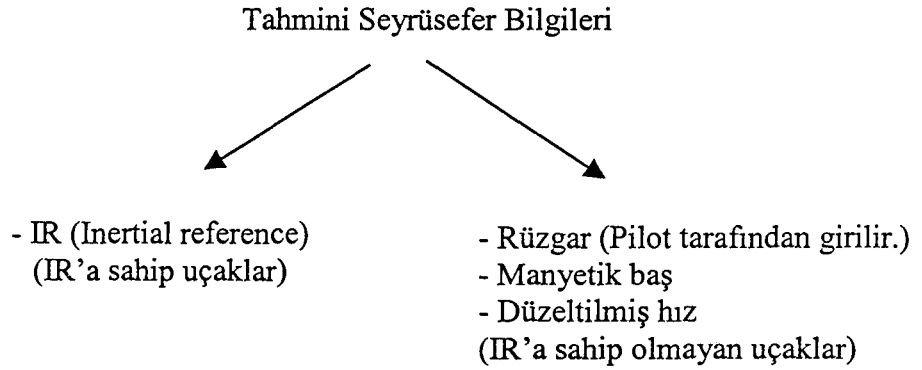 Tahmini Seyrüsefer Bilgileri
- IR (Inertial reference)
(IR'a sahip uçaklar)
- Rüzgar (Pilot tarafından girilir.)
- Manyetik baş
- Düzeltilmiş hız
(IR'a sahip olmayan uçaklar)